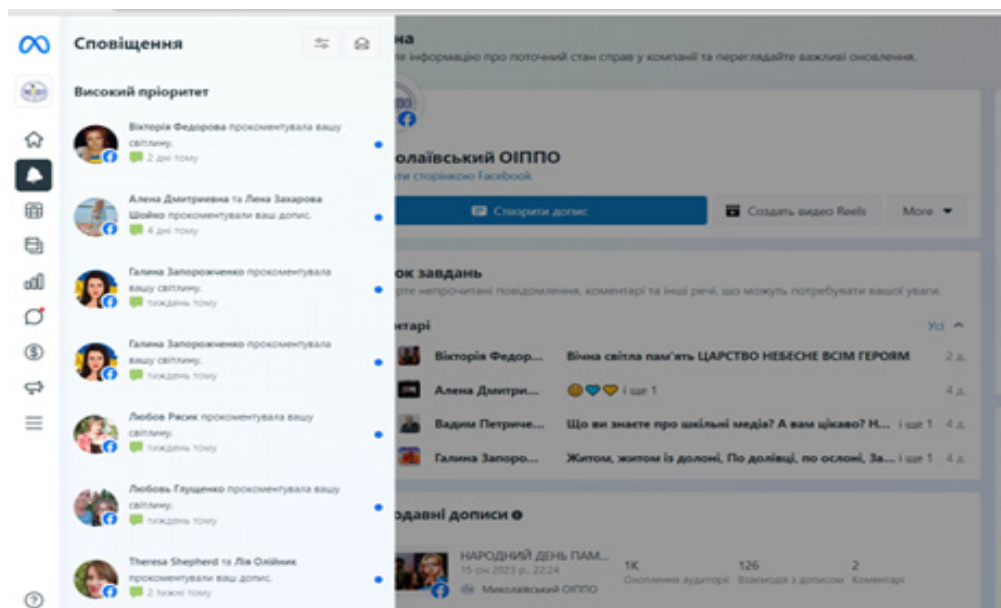 Сповіщення
Високий пріоритет
Вікторія Федорова прокоментувала вашу
світлину.
2 дні тому
Алена Дмитриевна та Лена Захарова
Шойко прокоментували ваш допис.
4 дні тому
Галина Запорожченко прокоментувала
вашу світлину.
тиждень тому
Галина Запорожченко прокоментувала
вашу світлину.
тиждень тому
Любов Рясик прокоментувала вашу
світлину.
тиждень тому
Любовь Глущенко прокоментувала вашу
світлину.
тиждень тому
Theresa Shepherd та Лія Олійник
прокоментували ваш допис.
2 тижні тому
на
те інформацію про поточний стан справ у компанії та переглядайте важливі оновлення.
олаївський ОІППО
ти сторінкою Facebook
Створити допис
Создать видео Reels
More
ок завдань
рте непрочитані повідомлення, коментарі та інші речі, що можуть потребувати вашої уваги.
нтарі
Усі
Вікторія Федор... Вічна світла пам'ять ЦАРСТВО НЕБЕСНЕ ВСІМ ГЕРОЯМ 2 д.
Алена Дмитри... 😊💙💛 і ще 1 4 д.
Вадим Петриче... Що ви знаєте про шкільні медіа? А вам цікаво? Н... і ще 1 4 д.
Галина Запоро... Житом, житом із долоні, По долівці, по ослоні, За... і ще 1 4 д.
одавні дописи
НАРОДНИЙ ДЕНЬ ПАМ...
15 січ 2023 р., 22:24
Миколаївський ОІППО
1K
Охоплення аудиторії
126
Взаємодія з дописом
2
Коментарі